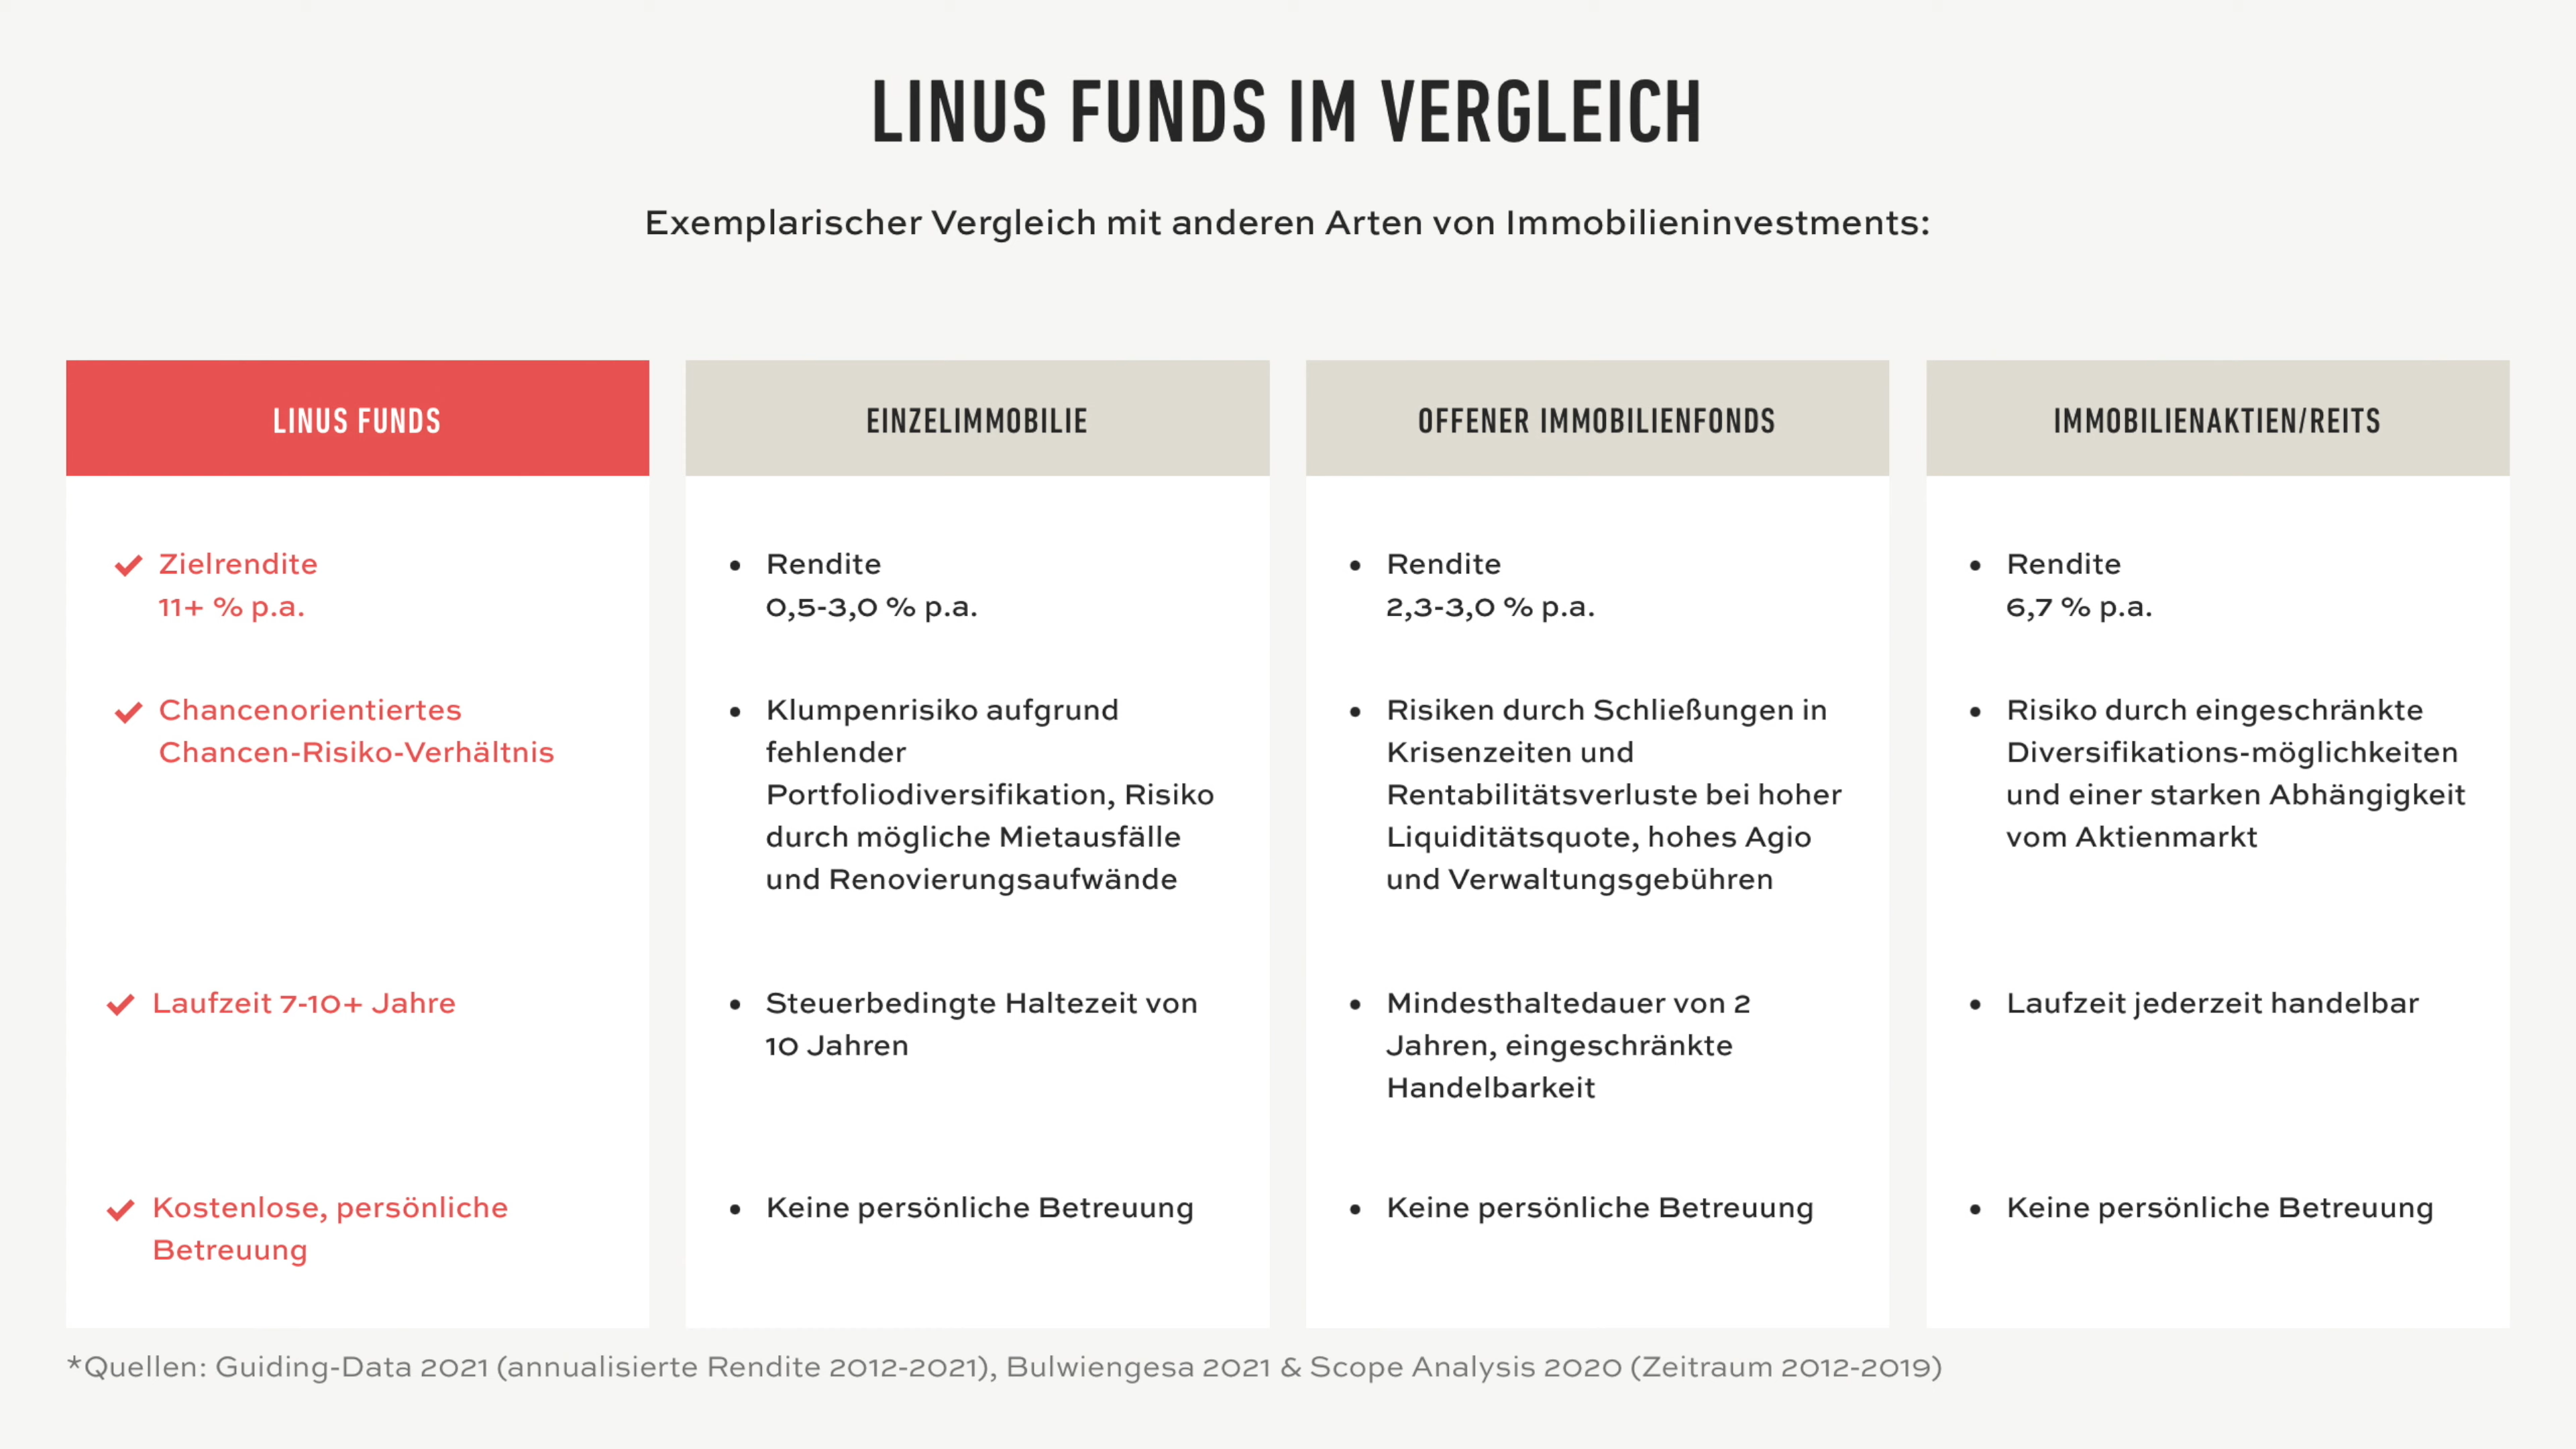 LINUS FUNDS IM VERGLEICH
Exemplarischer Vergleich mit anderen Arten von Immobilieninvestments:
LINUS FUNDS
Zielrendite
11+ % p.a.
Chancenorientiertes
Chancen-Risiko-Verhältnis
Laufzeit 7-10+ Jahre
Kostenlose, persönliche
Betreuung
EINZELIMMOBILIE
• Rendite
0,5-3,0 % p.a.
• Klumpenrisiko aufgrund
fehlender
Portfoliodiversifikation, Risiko
durch mögliche Mietausfälle
und Renovierungsaufwände
• Steuerbedingte Haltezeit von
10 Jahren
• Keine persönliche Betreuung
OFFENER IMMOBILIENFONDS
• Rendite
2,3-3,0 % p.a.
• Risiken durch Schließungen in
Krisenzeiten und
Rentabilitätsverluste bei hoher
Liquiditätsquote, hohes Agio
und Verwaltungsgebühren
• Mindesthaltedauer von 2
Jahren, eingeschränkte
Handelbarkeit
• Keine persönliche Betreuung
IMMOBILIENAKTIEN/REITS
• Rendite
6,7 % p.a.
• Risiko durch eingeschränkte
Diversifikations-möglichkeiten
und einer starken Abhängigkeit
vom Aktienmarkt
• Laufzeit jederzeit handelbar
• Keine persönliche Betreuung
*Quellen: Guiding-Data 2021 (annualisierte Rendite 2012-2021), Bulwiengesa 2021 & Scope Analysis 2020 (Zeitraum 2012-2019)